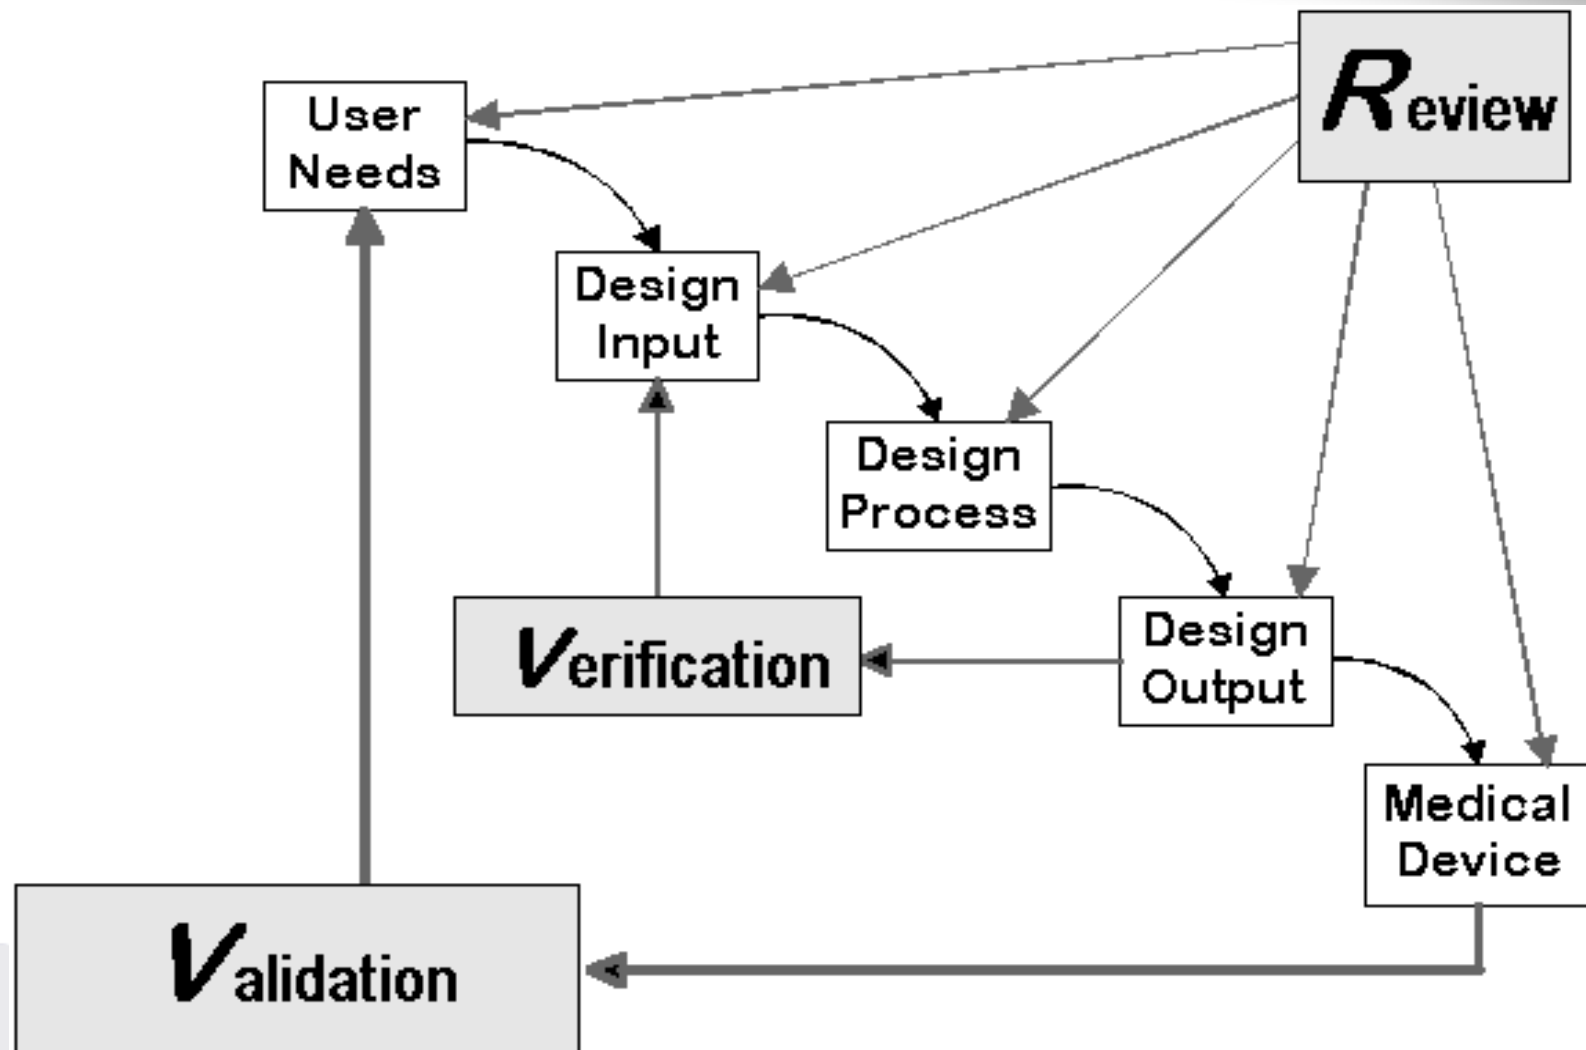 Review
User
Needs
Design
Input
Design
Process
Verification
Design
Output
Medical
Device
Validation